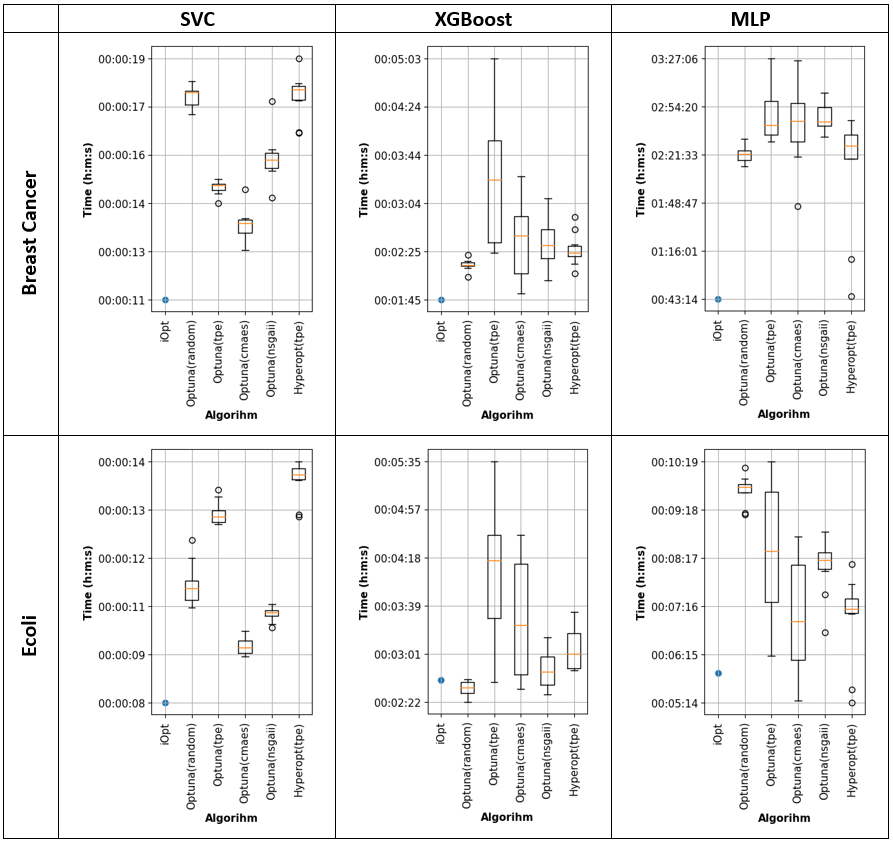 SVC XGBoost MLP
Breast Cancer
Time (h:m:s)
00:00:19
00:00:17
00:00:16
00:00:14
00:00:13
00:00:11
iOpt
Optuna(random)
Optuna(tpe)
Optuna(cmaes)
Optuna(nsgaii)
Hyperopt(tpe)
Algorihm
Time (h:m:s)
00:05:03
00:04:24
00:03:44
00:03:04
00:02:25
00:01:45
iOpt
Optuna(random)
Optuna(tpe)
Optuna(cmaes)
Optuna(nsgaii)
Hyperopt(tpe)
Algorihm
Time (h:m:s)
03:27:06
02:54:20
02:21:33
01:48:47
01:16:01
00:43:14
iOpt
Optuna(random)
Optuna(tpe)
Optuna(cmaes)
Optuna(nsgaii)
Hyperopt(tpe)
Algorihm
Ecoli
Time (h:m:s)
00:00:14
00:00:13
00:00:12
00:00:11
00:00:09
00:00:08
iOpt
Optuna(random)
Optuna(tpe)
Optuna(cmaes)
Optuna(nsgaii)
Hyperopt(tpe)
Algorihm
Time (h:m:s)
00:05:35
00:04:57
00:04:18
00:03:39
00:03:01
00:02:22
iOpt
Optuna(random)
Optuna(tpe)
Optuna(cmaes)
Optuna(nsgaii)
Hyperopt(tpe)
Algorihm
Time (h:m:s)
00:10:19
00:09:18
00:08:17
00:07:16
00:06:15
00:05:14
iOpt
Optuna(random)
Optuna(tpe)
Optuna(cmaes)
Optuna(nsgaii)
Hyperopt(tpe)
Algorihm